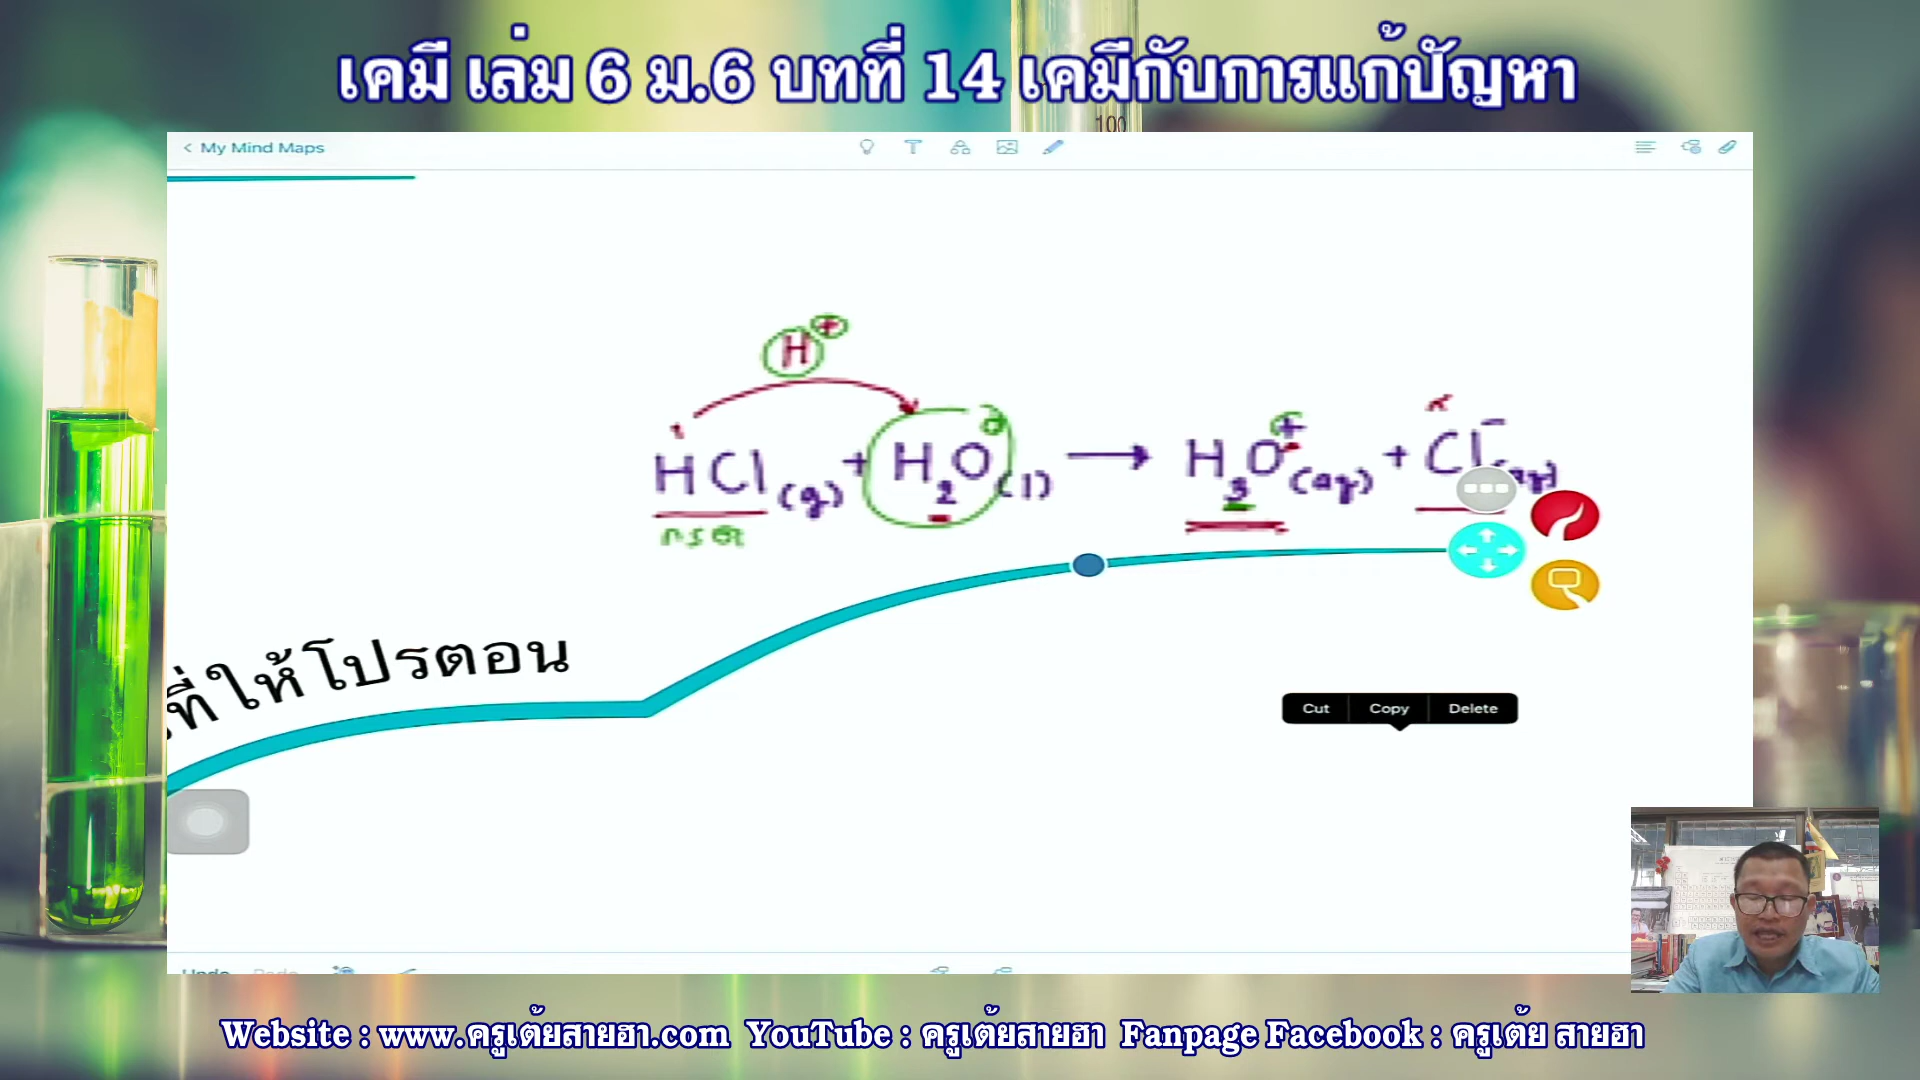 เคมี เล่ม 6 ม.6 บทที่ 14 เคมีกับการแก้ปัญหา
100
< My Mind Maps
H⊕
HCl(g) + H₂O(l) → H₃O⁺(aq) + Cl⁻(aq)
กรด
ที่ให้โปรตอน
Cut Copy Delete
Undo Redo
Website : www.ครูเต้ยสายฮา.com YouTube : ครูเต้ยสายฮา Fanpage Facebook : ครูเต้ย สายฮา